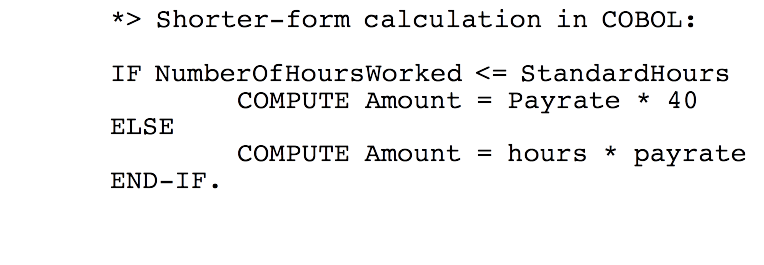 *> Shorter-form calculation in COBOL:
IF NumberOfHoursWorked <= StandardHours
COMPUTE Amount = Payrate * 40
ELSE
COMPUTE Amount = hours * payrate
END-IF.